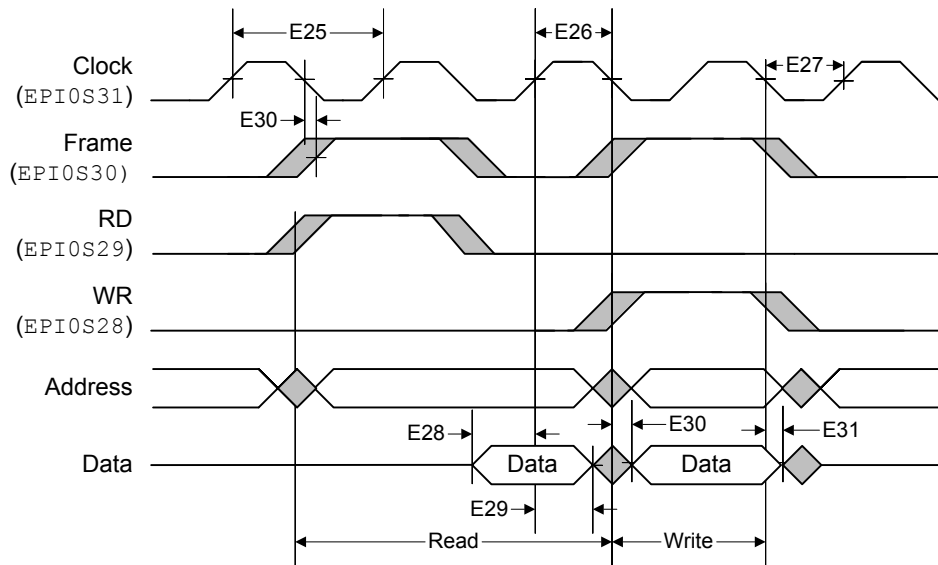 E25
E26
Clock
(EPI0S31)
E27
E30
Frame
(EPI0S30)
RD
(EPI0S29)
WR
(EPI0S28)
Address
E28
E30
E31
Data
Data
Data
E29
Read
Write